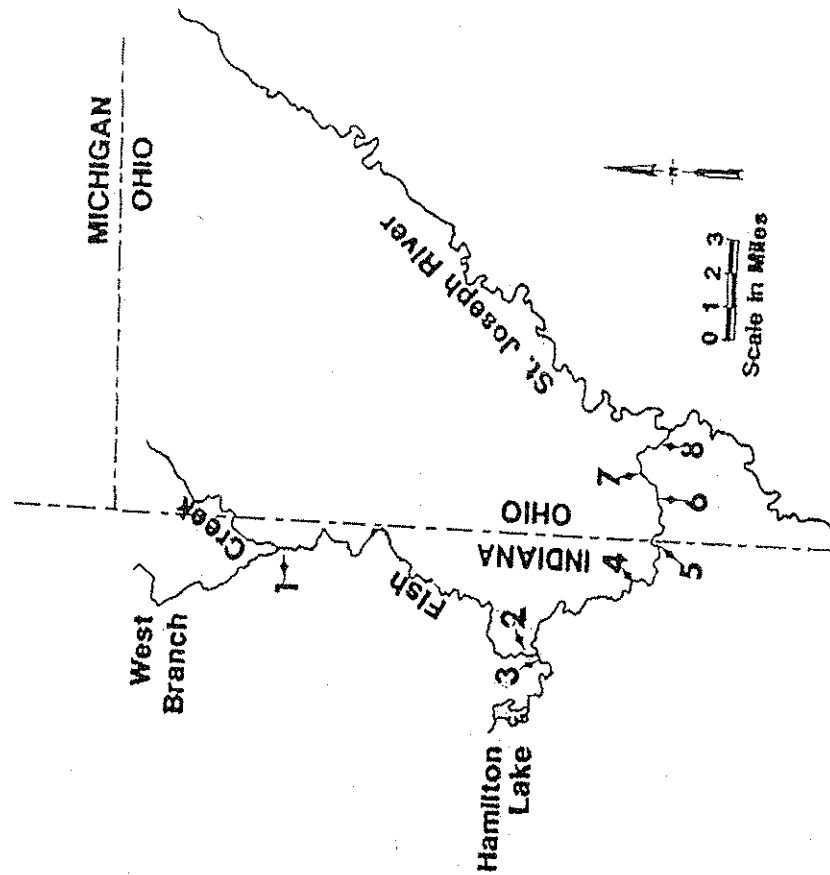 MICHIGAN
OHIO
West
Branch
Creek
1
Fish
St. Joseph River
INDIANA
OHIO
2
3
Hamilton
Lake
4
5
6
7
8
N
0 1 2 3
Scale in Miles